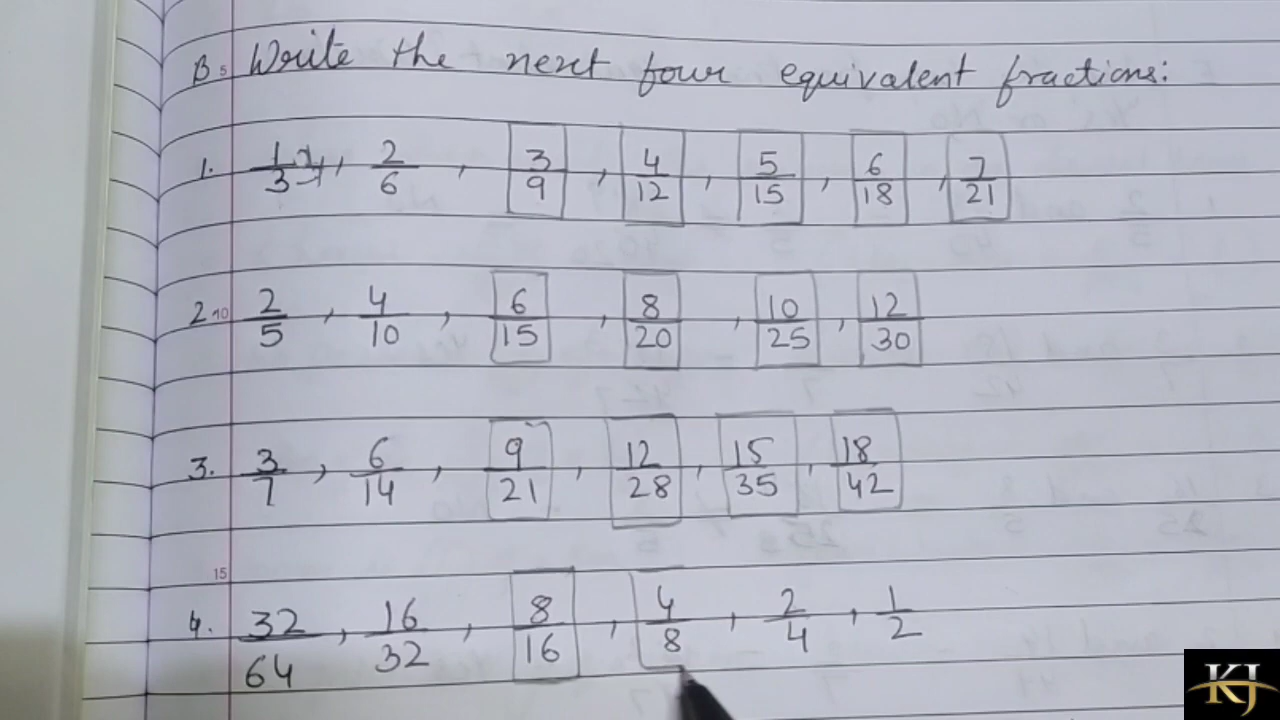 B. Write the next four equivalent fractions:
1. 1/3, 2/6, 3/9, 4/12, 5/15, 6/18, 7/21
2. 2/5, 4/10, 6/15, 8/20, 10/25, 12/30
3. 3/7, 6/14, 9/21, 12/28, 15/35, 18/42
4. 32/64, 16/32, 8/16, 4/8, 2/4, 1/2
5
10
15
KJ